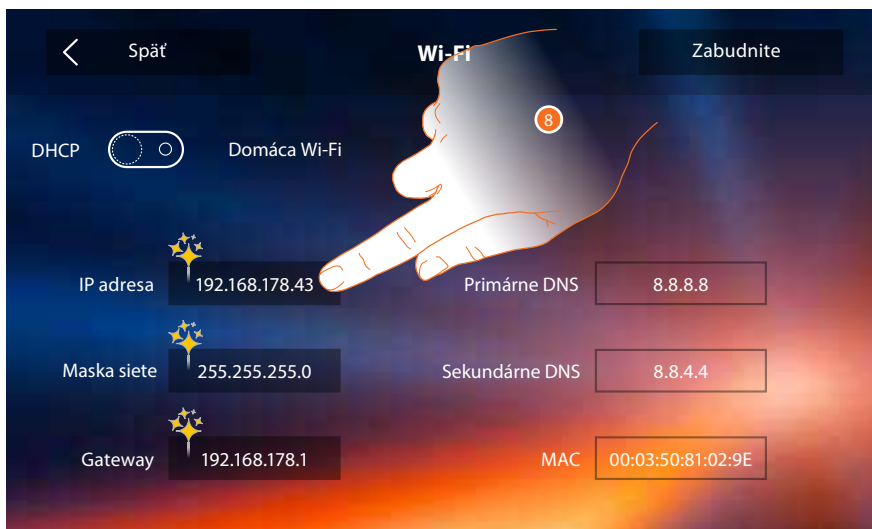 Späť
Wi-Fi
Zabudnite
8
DHCP
Domáca Wi-Fi
IP adresa
192.168.178.43
Primárne DNS
8.8.8.8
Maska siete
255.255.255.0
Sekundárne DNS
8.8.4.4
Gateway
192.168.178.1
MAC
00:03:50:81:02:9E